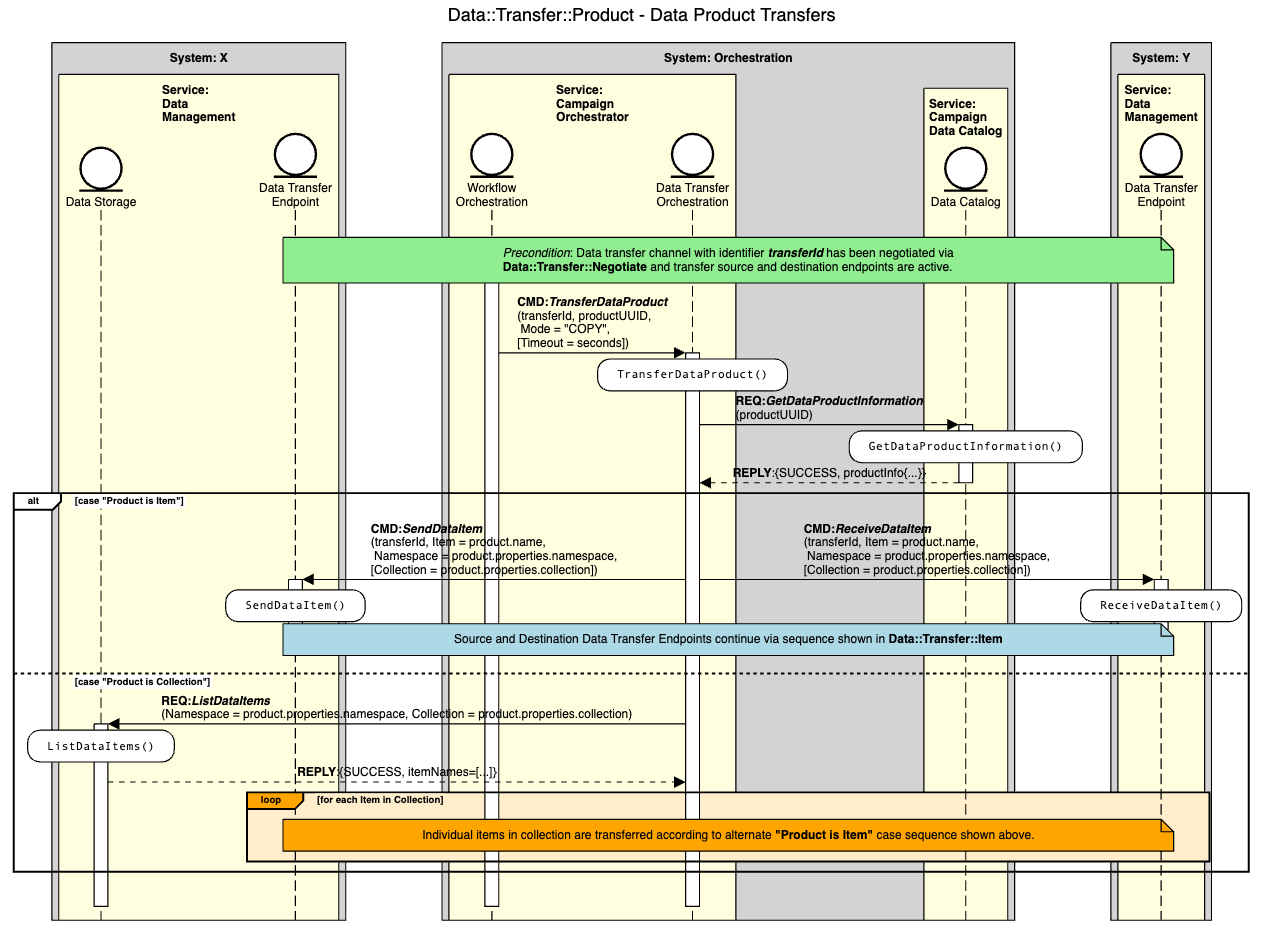 Data::Transfer::Product - Data Product Transfers
System: X
System: Orchestration
System: Y
Service:
Data
Management
Service:
Campaign
Orchestrator
Service:
Campaign
Data Catalog
Service:
Data
Management
Data Storage
Data Transfer
Endpoint
Workflow
Orchestration
Data Transfer
Orchestration
Data Catalog
Data Transfer
Endpoint
Precondition: Data transfer channel with identifier transferId has been negotiated via
Data::Transfer::Negotiate and transfer source and destination endpoints are active.
CMD:TransferDataProduct
(transferId, productUUID,
Mode = "COPY",
[Timeout = seconds])
TransferDataProduct()
REQ:GetDataProductInformation
(productUUID)
GetDataProductInformation()
REPLY:{SUCCESS, productInfo{...}}
alt
[case "Product is Item"]
CMD:SendDataItem
(transferId, Item = product.name,
Namespace = product.properties.namespace,
[Collection = product.properties.collection])
CMD:ReceiveDataItem
(transferId, Item = product.name,
Namespace = product.properties.namespace,
[Collection = product.properties.collection])
SendDataItem()
ReceiveDataItem()
Source and Destination Data Transfer Endpoints continue via sequence shown in Data::Transfer::Item
[case "Product is Collection"]
REQ:ListDataItems
(Namespace = product.properties.namespace, Collection = product.properties.collection)
ListDataItems()
REPLY:{SUCCESS, itemNames=[...]}
loop
[for each Item in Collection]
Individual items in collection are transferred according to alternate "Product is Item" case sequence shown above.